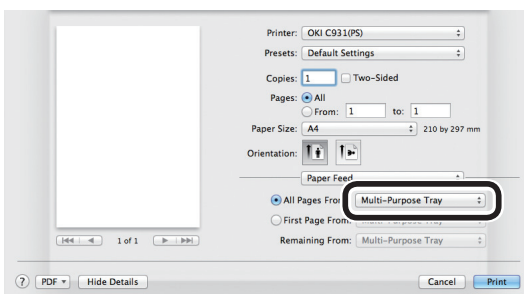 Printer: OKI C931(PS)
Presets: Default Settings
Copies: 1 Two-Sided
Pages: All
From: 1 to: 1
Paper Size: A4 210 by 297 mm
Orientation:
Paper Feed
All Pages From: Multi-Purpose Tray
First Page From: Multi-Purpose Tray
Remaining From: Multi-Purpose Tray
1 of 1
? PDF Hide Details Cancel Print